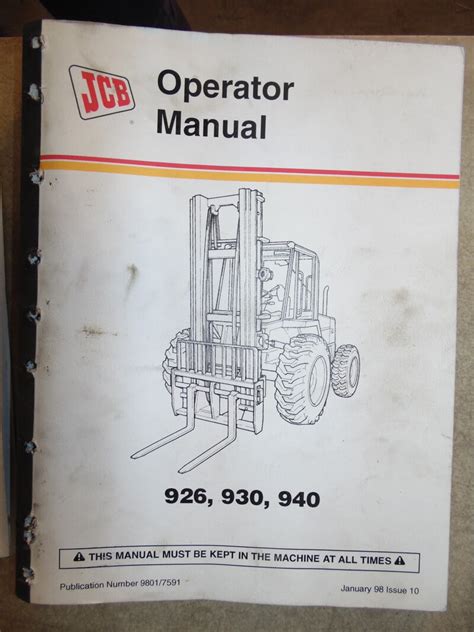 JCB
Operator
Manual
926, 930, 940
THIS MANUAL MUST BE KEPT IN THE MACHINE AT ALL TIMES
Publication Number 9801/7591
January 98 Issue 10